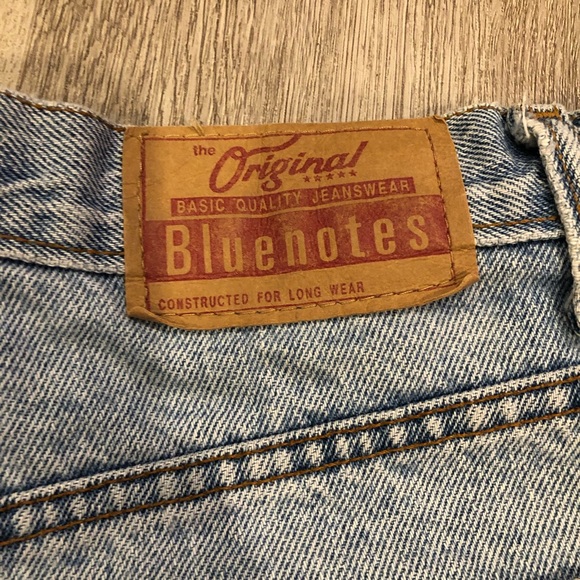 the Original
BASIC QUALITY JEANSWEAR
Bluenotes
CONSTRUCTED FOR LONG WEAR